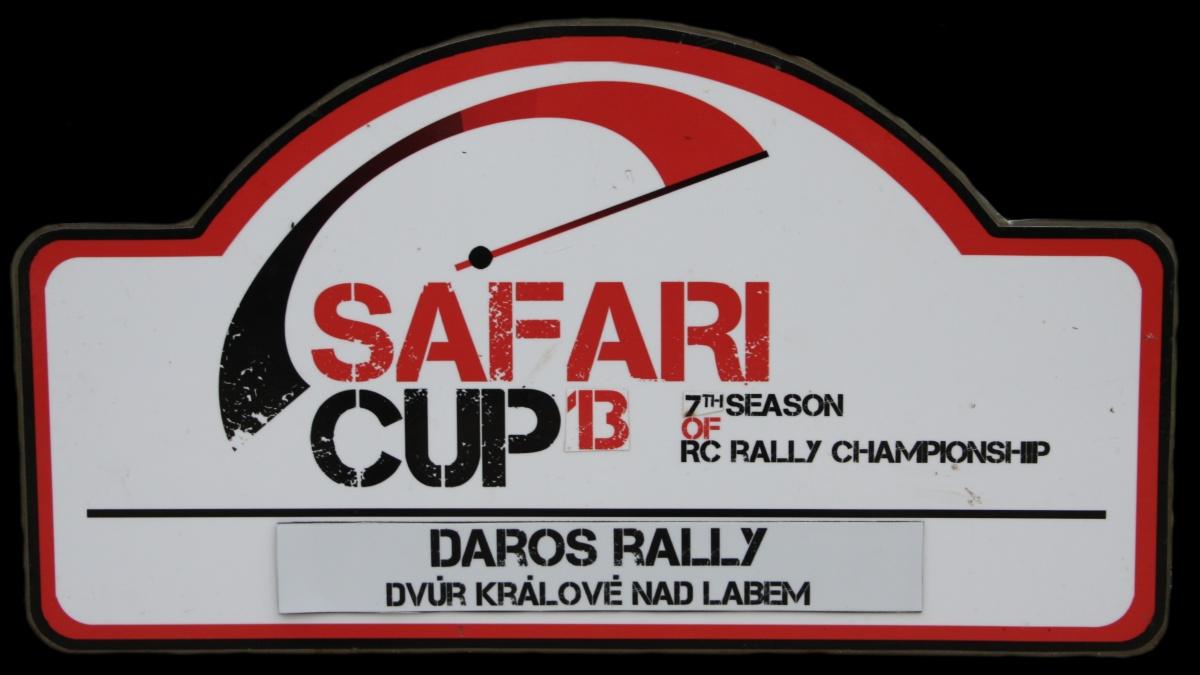 SAFARI
CUP'13
7TH SEASON
OF
RC RALLY CHAMPIONSHIP
DAROS RALLY
DVŮR KRÁLOVÉ NAD LABEM